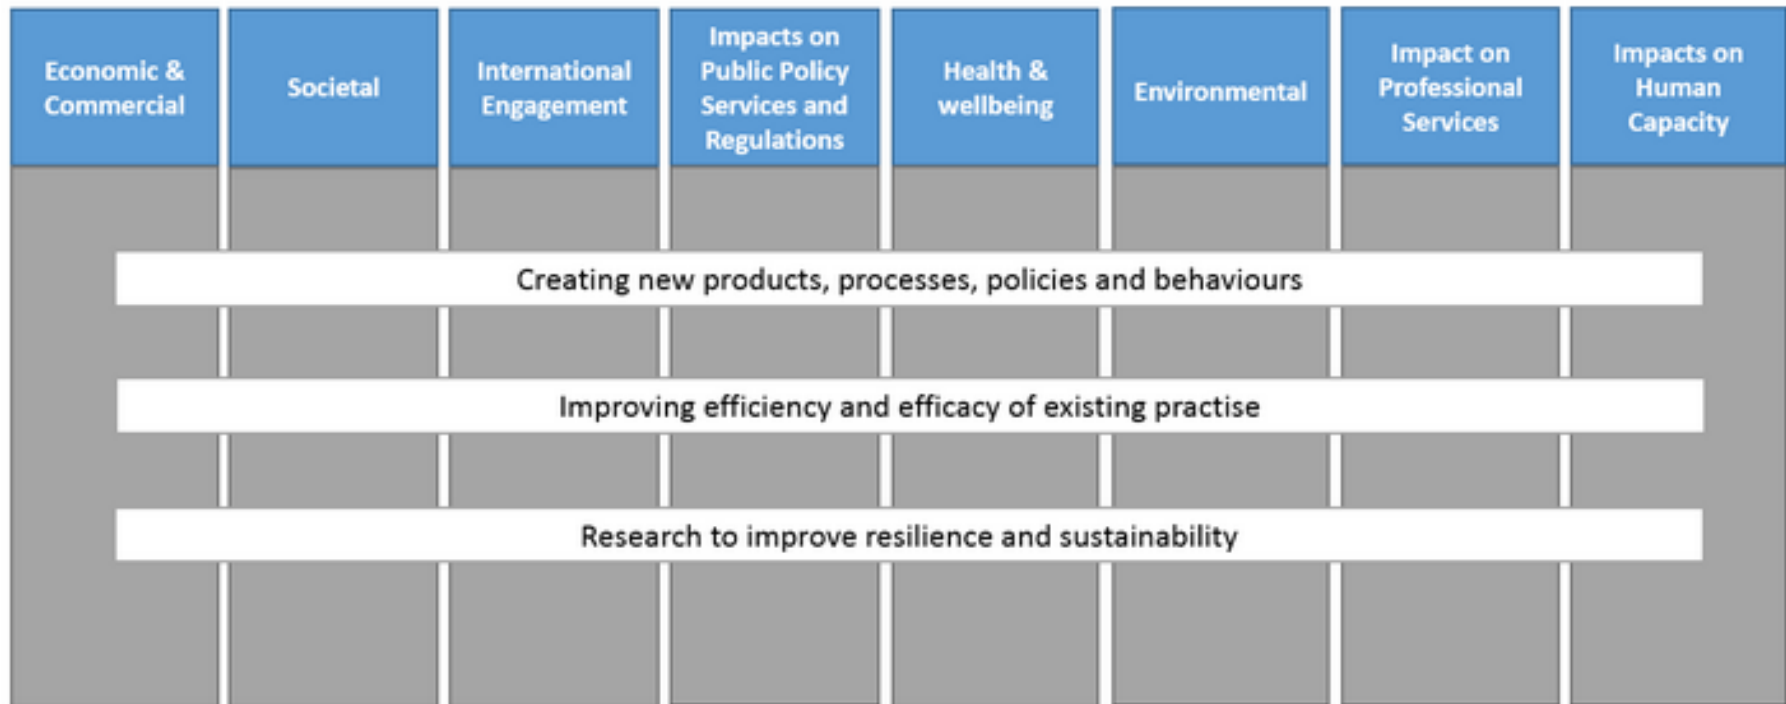 Economic &
Commercial
Societal
International
Engagement
Impacts on
Public Policy
Services and
Regulations
Health &
wellbeing
Environmental
Impact on
Professional
Services
Impacts on
Human
Capacity
Creating new products, processes, policies and behaviours
Improving efficiency and efficacy of existing practise
Research to improve resilience and sustainability